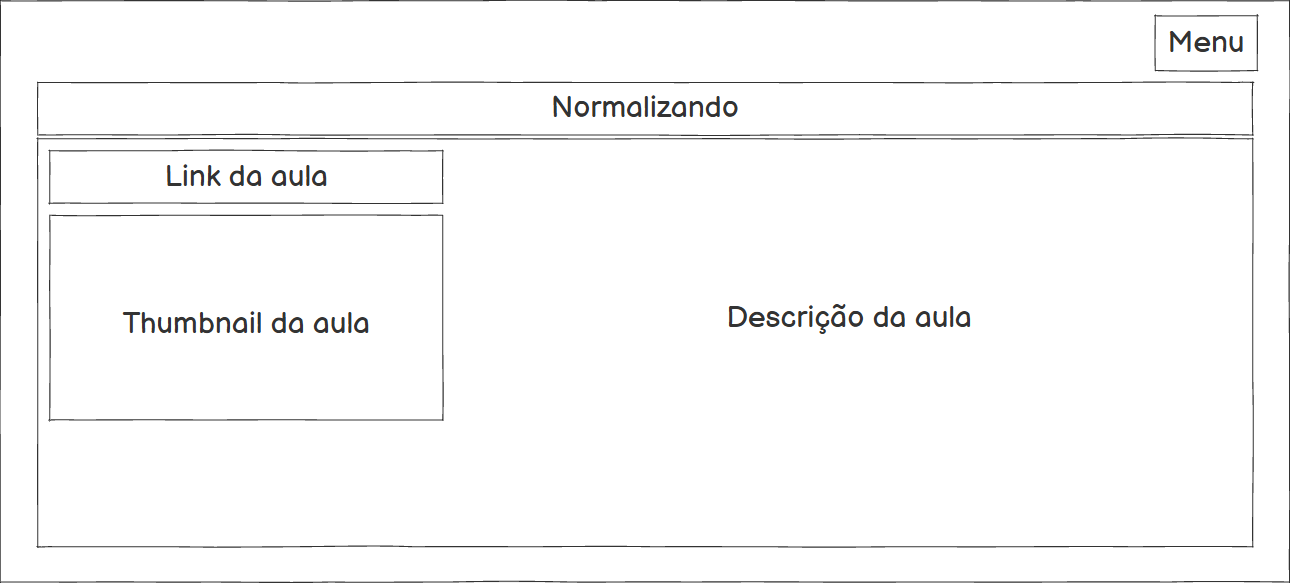 Menu
Normalizando
Link da aula
Thumbnail da aula
Descrição da aula